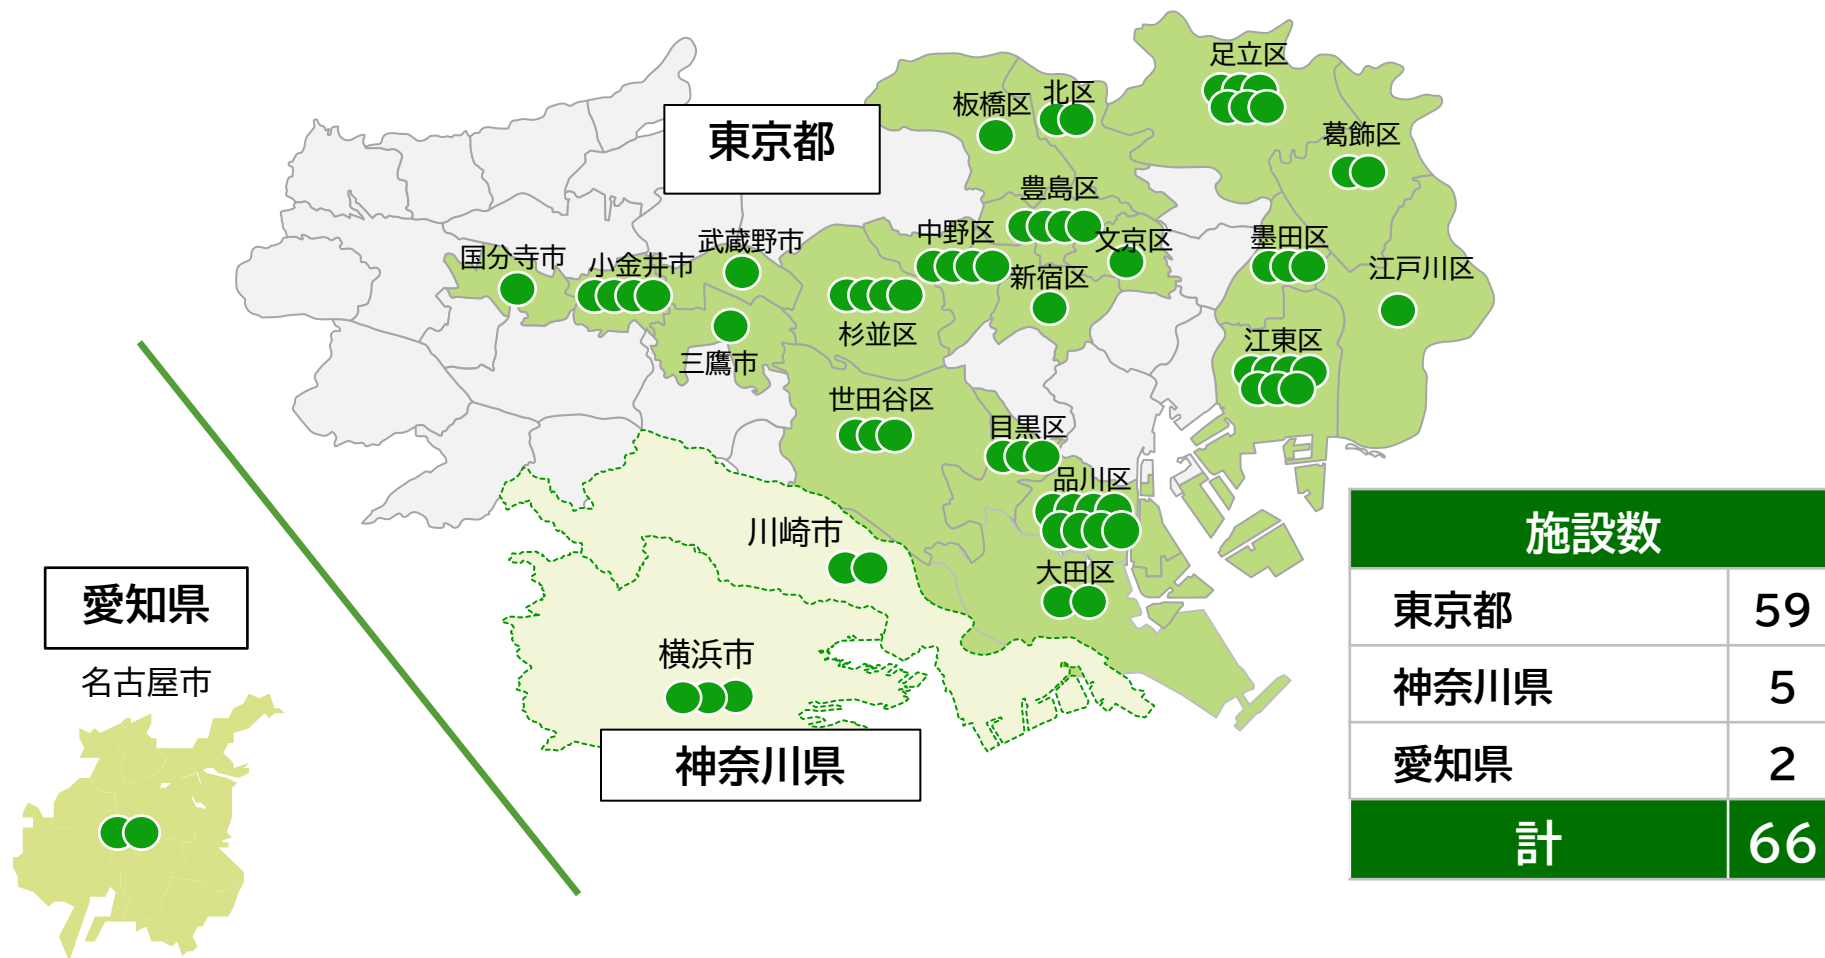 足立区
北区
板橋区
東京都
葛飾区
豊島区
中野区
武蔵野市
文京区
墨田区
国分寺市
小金井市
江戸川区
新宿区
杉並区
江東区
三鷹市
世田谷区
目黒区
品川区
川崎市
大田区
愛知県
名古屋市
横浜市
神奈川県
施設数
東京都 59
神奈川県 5
愛知県 2
計 66